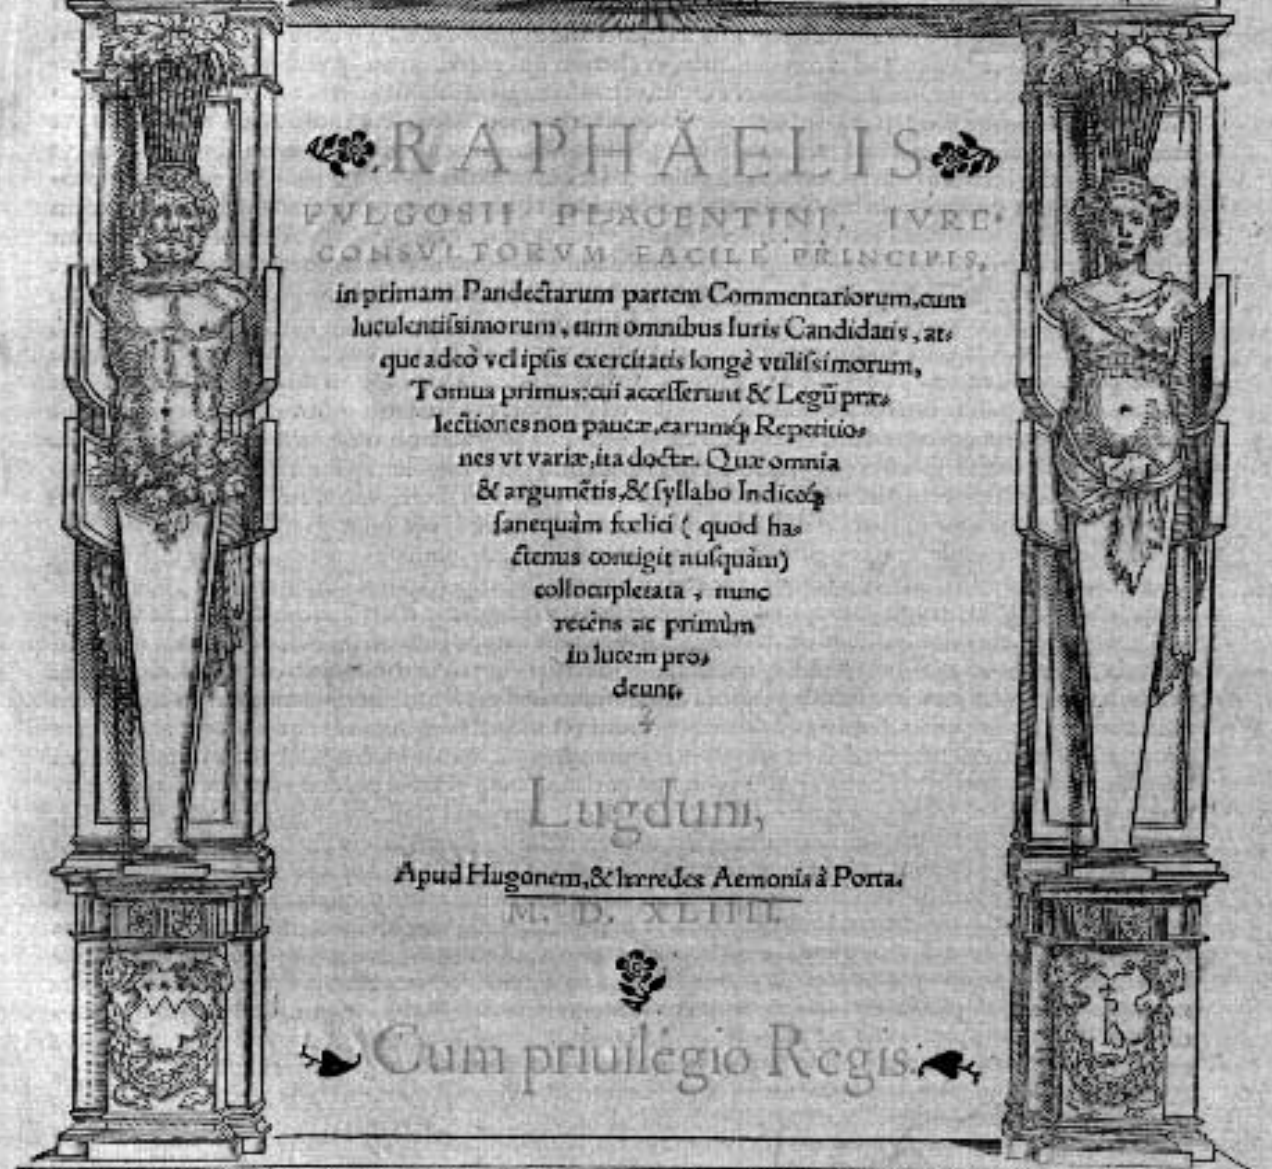 RAPHAELIS
FVLGOSII PLACENTINI, IVRE⸗
CONSVLTORVM FACILE PRINCIPIS,
in primam Pandectarum partem Commentariorum, cum
luculentiſsimorum, tum omnibus Iuris Candidatis, at⸗
que adeò vel ipſis exercitatis longè vtiliſsimorum,
Tomus primus: cui acceſſerunt & Legū præ⸗
lectiones non paucæ, earumq́; Repetitio⸗
nes vt variæ, ita doctæ. Quæ omnia
& argumẽtis, & ſyllabo Indicōq́;
ſanequàm fœlici ( quod ha⸗
ctenus contigit nuſquàm)
collocupletata, nunc
recèns ac primùm
in lucem pro⸗
deunt.
Lugduni,
Apud Hugonem, & hæredes Aemonis à Porta.
M. D. XLIIII.
Cum priuilégio Regis.